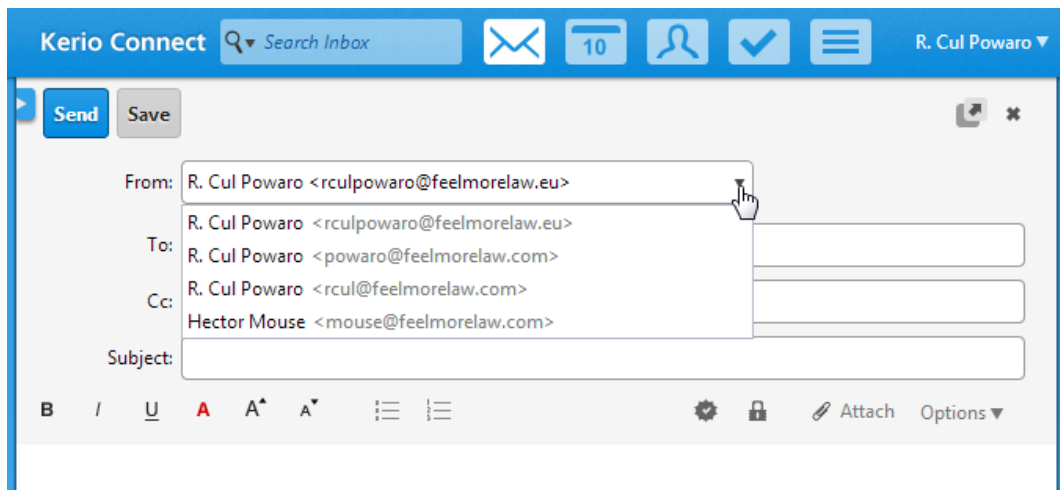 Kerio Connect Search Inbox 10 R. Cul Powaro
Send Save
From: R. Cul Powaro <rculpowaro@feelmorelaw.eu>
R. Cul Powaro <rculpowaro@feelmorelaw.eu>
To:
R. Cul Powaro <powaro@feelmorelaw.com>
Cc:
R. Cul Powaro <rcul@feelmorelaw.com>
Hector Mouse <mouse@feelmorelaw.com>
Subject:
B I U A A A Attach Options